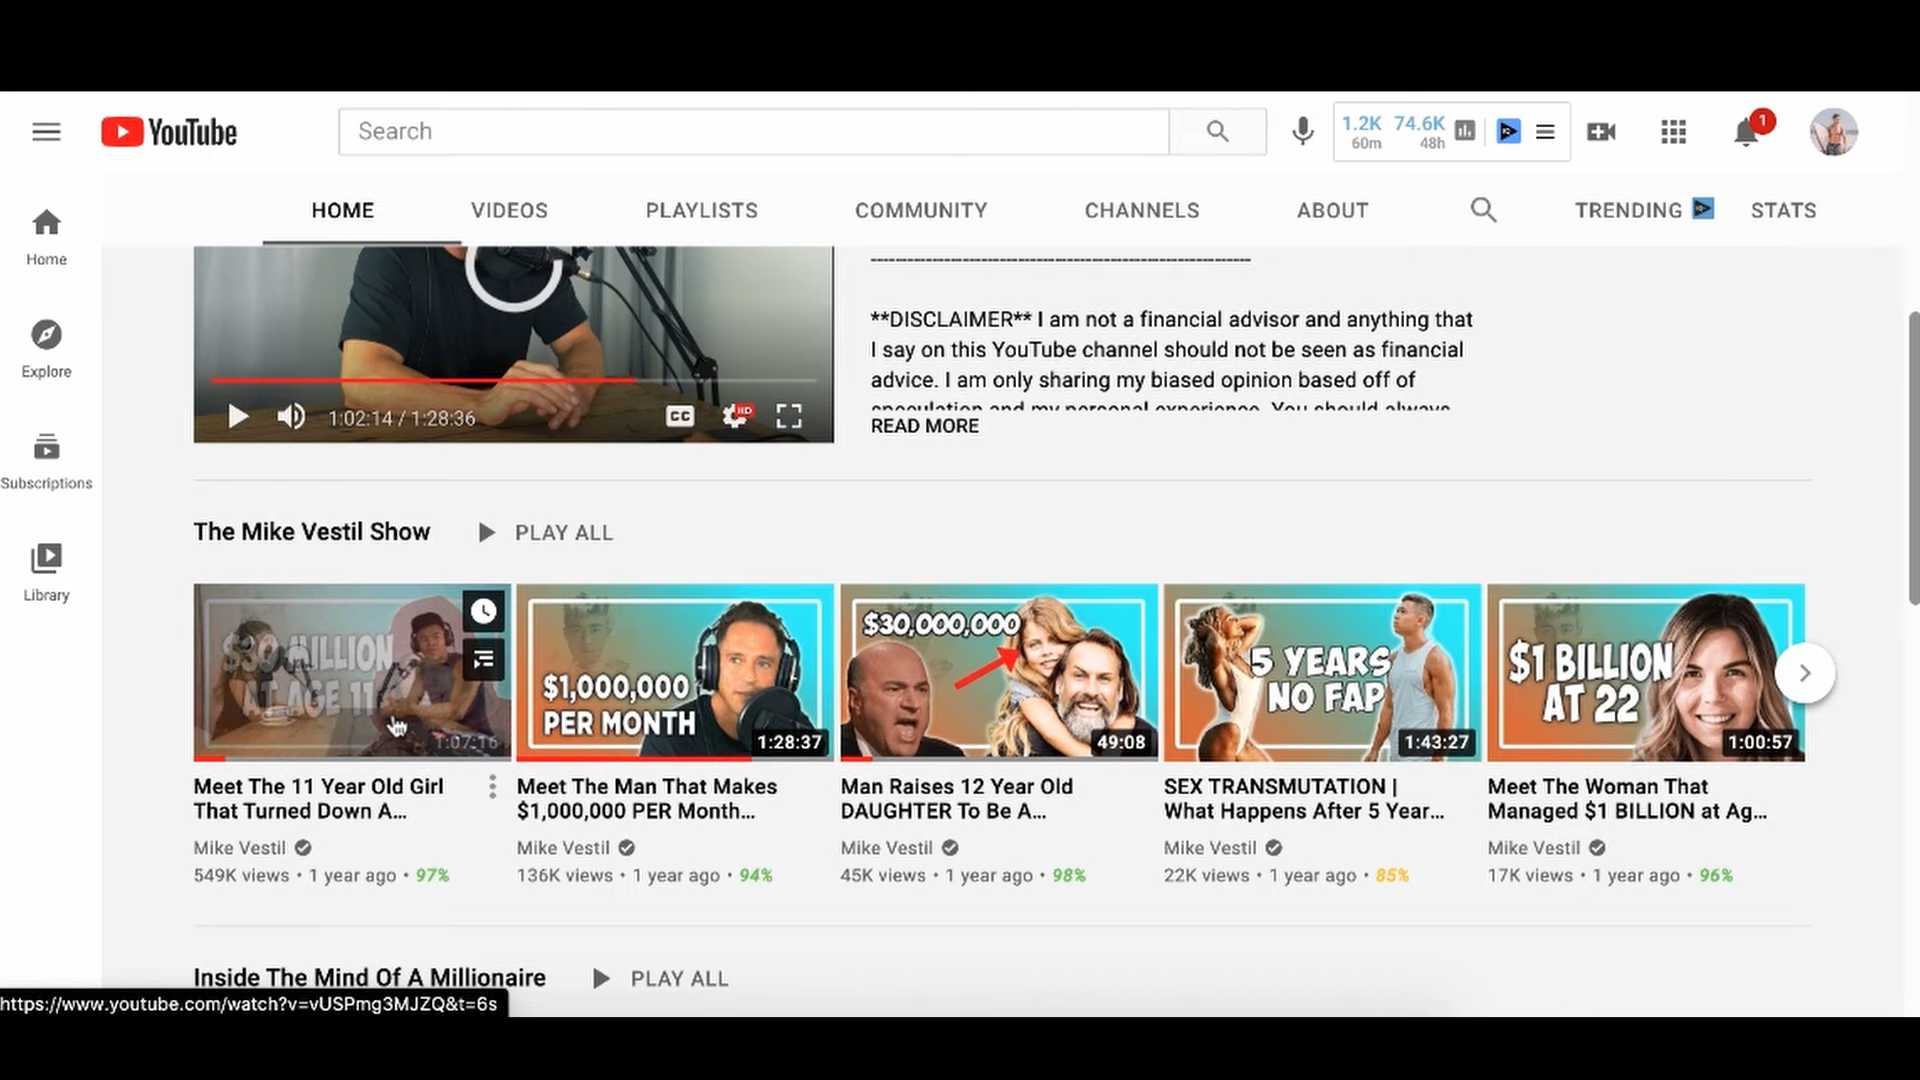 YouTube
Search
1.2K 74.6K
60m 48h
1
HOME VIDEOS PLAYLISTS COMMUNITY CHANNELS ABOUT TRENDING STATS
Home
Explore
Subscriptions
Library
1:02:14 / 1:28:36
CC
HD
**DISCLAIMER** I am not a financial advisor and anything that
I say on this YouTube channel should not be seen as financial
advice. I am only sharing my biased opinion based off of
speculation and my personal experience. You should always
READ MORE
The Mike Vestil Show PLAY ALL
$30 MILLION
AT AGE 11
1:07:16
$1,000,000
PER MONTH
1:28:37
$30,000,000
49:08
5 YEARS
NO FAP
1:43:27
$1 BILLION
AT 22
1:00:57
Meet The 11 Year Old Girl
That Turned Down A...
Mike Vestil
549K views • 1 year ago • 97%
Meet The Man That Makes
$1,000,000 PER Month...
Mike Vestil
136K views • 1 year ago • 94%
Man Raises 12 Year Old
DAUGHTER To Be A...
Mike Vestil
45K views • 1 year ago • 98%
SEX TRANSMUTATION |
What Happens After 5 Year...
Mike Vestil
22K views • 1 year ago • 85%
Meet The Woman That
Managed $1 BILLION at Ag...
Mike Vestil
17K views • 1 year ago • 96%
Inside The Mind Of A Millionaire PLAY ALL
https://www.youtube.com/watch?v=vUSPmg3MJZQ&t=6s